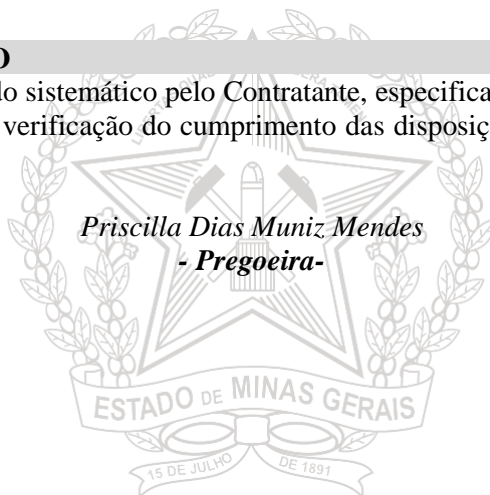 O
do sistemático pelo Contratante, especifica
verificação do cumprimento das disposiç
Priscilla Dias Muniz Mendes
- Pregoeira-
ESTADO DE MINAS GERAIS
15 DE JULHO DE 1891